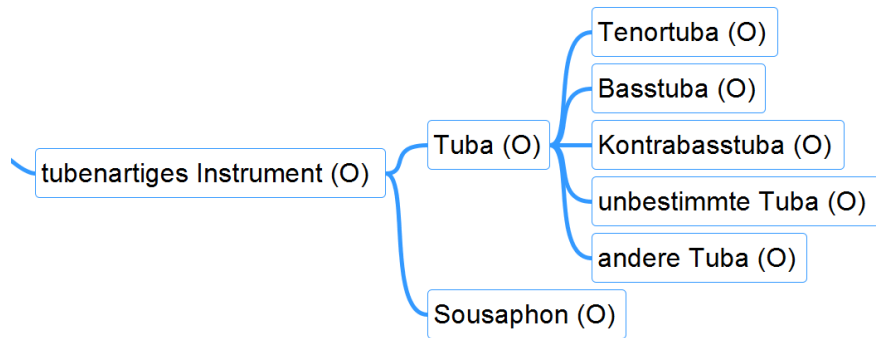 Tenortuba (O)
Basstuba (O)
tubenartiges Instrument (O)
Tuba (O)
Kontrabasstuba (O)
unbestimmte Tuba (O)
andere Tuba (O)
Sousaphon (O)